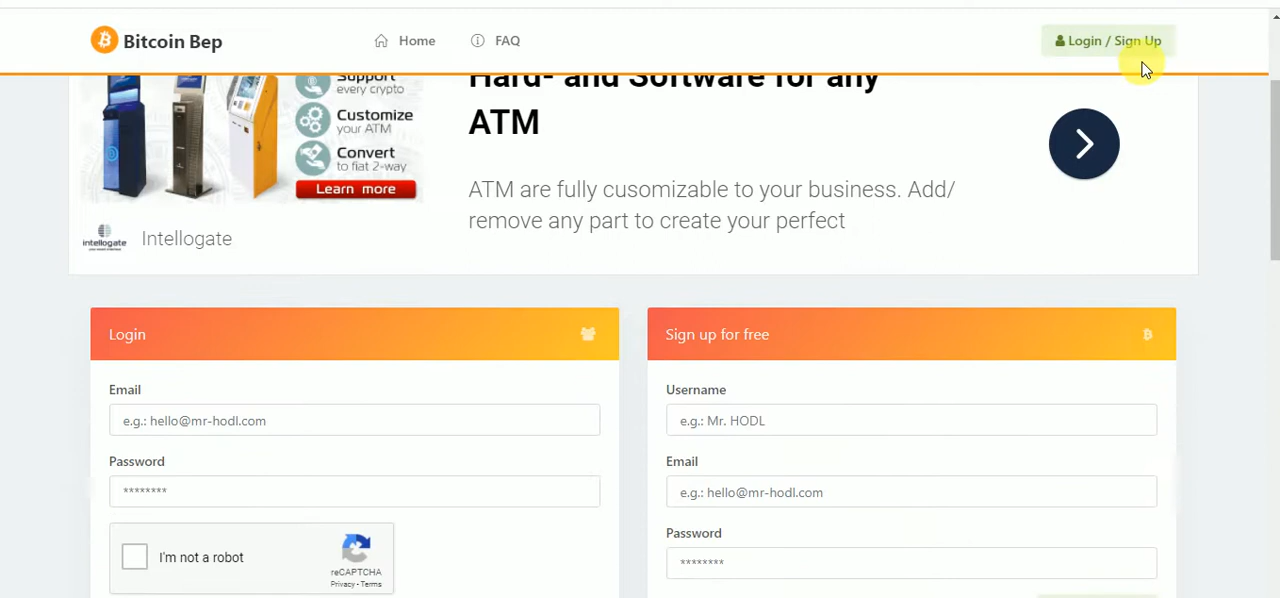 Bitcoin Bep
Home
FAQ
Login / Sign Up
Support
every crypto
Customize
your ATM
Convert
to fiat 2-way
Learn more
intellogate
Intellogate
Hard- and Software for any
ATM
ATM are fully cusomizable to your business. Add/
remove any part to create your perfect
Login
Email
e.g.: hello@mr-hodl.com
Password
********
I'm not a robot
reCAPTCHA
Privacy - Terms
Sign up for free
Username
e.g.: Mr. HODL
Email
e.g.: hello@mr-hodl.com
Password
********